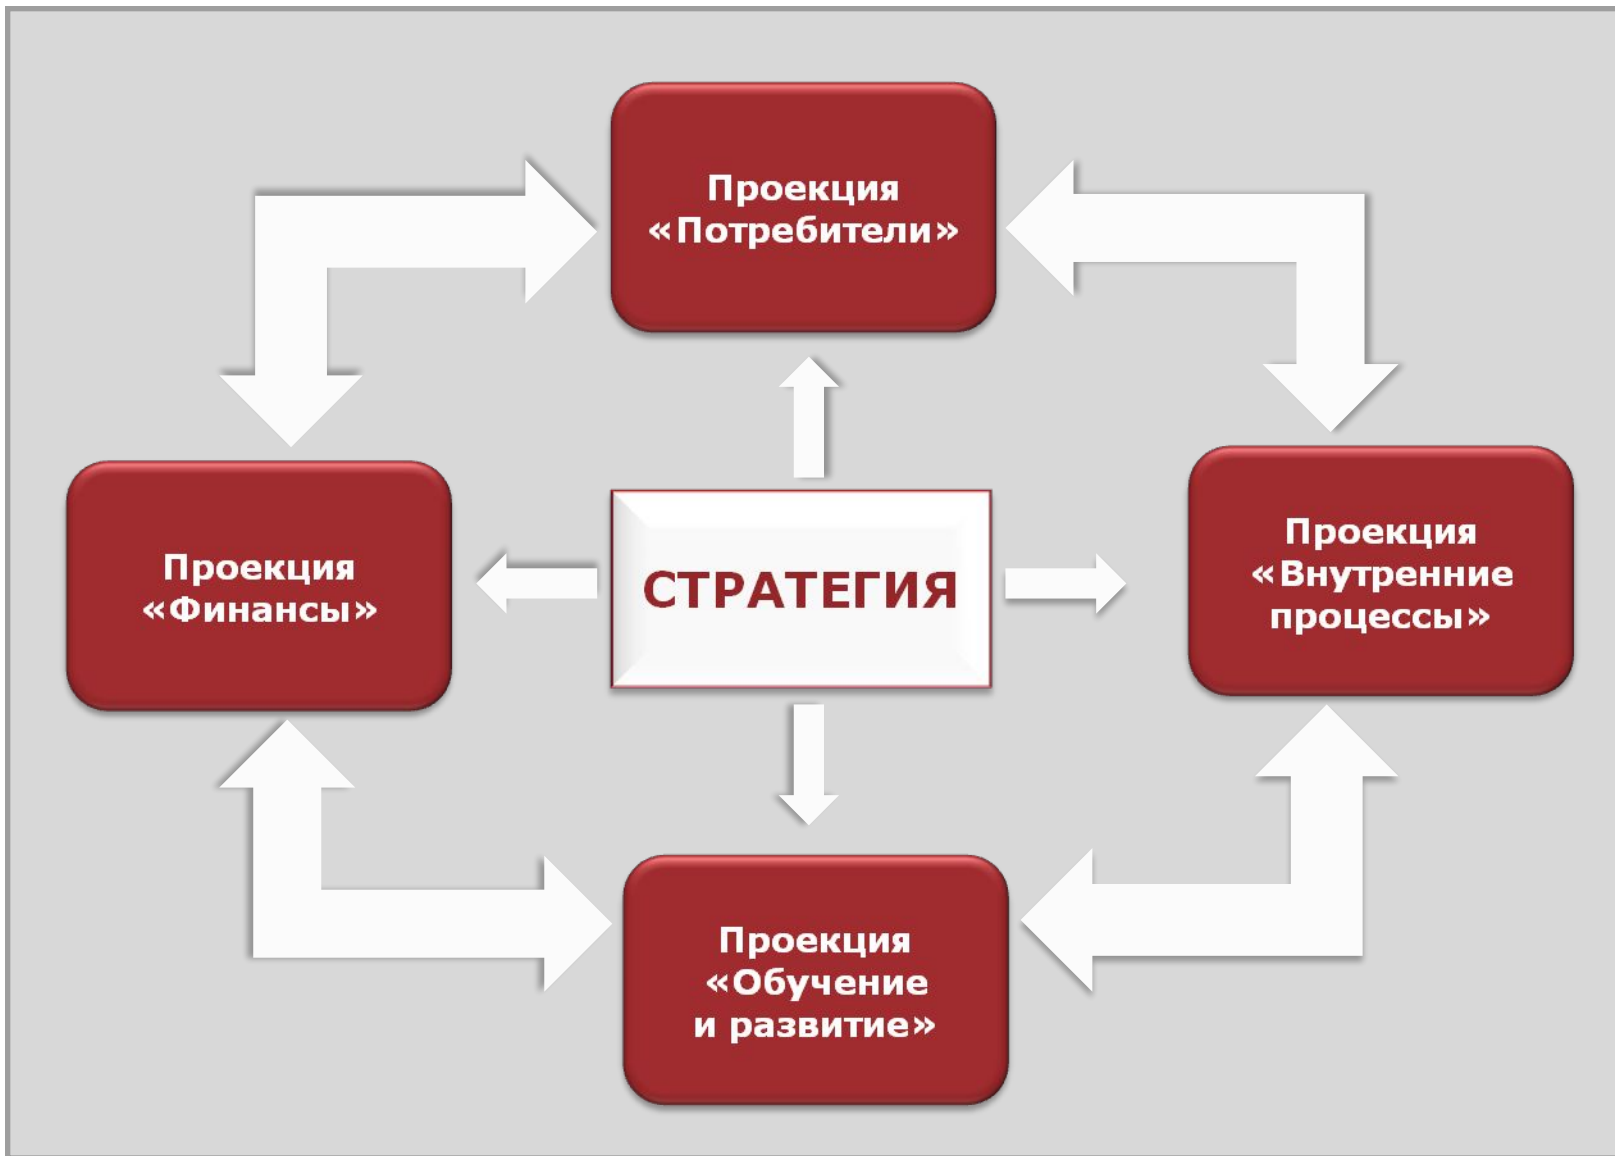 Проекция
«Потребители»
Проекция
«Финансы»
СТРАТЕГИЯ
Проекция
«Внутренние
процессы»
Проекция
«Обучение
и развитие»